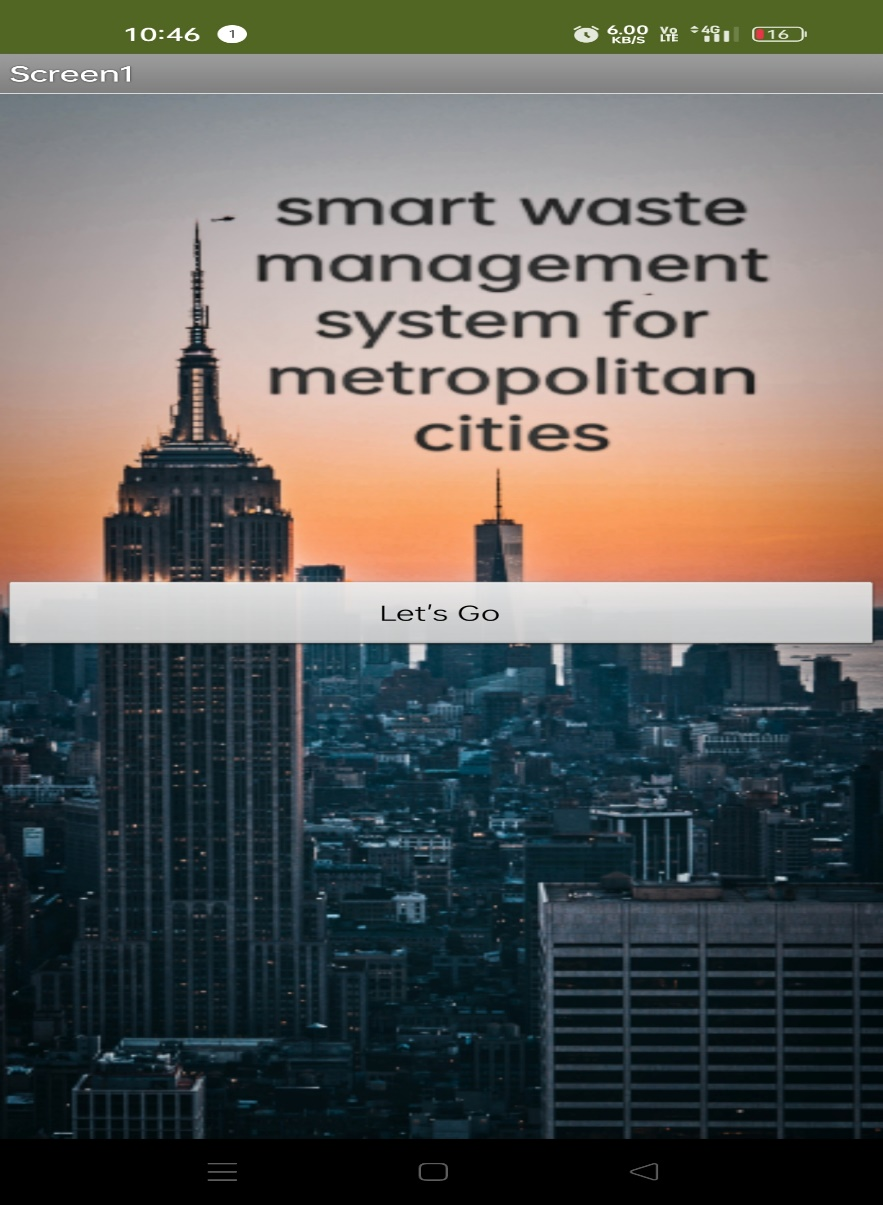 10:46 1 6.00 KB/S Vo LTE 4G 16
Screen1
smart waste
management
system for
metropolitan
cities
Let's Go